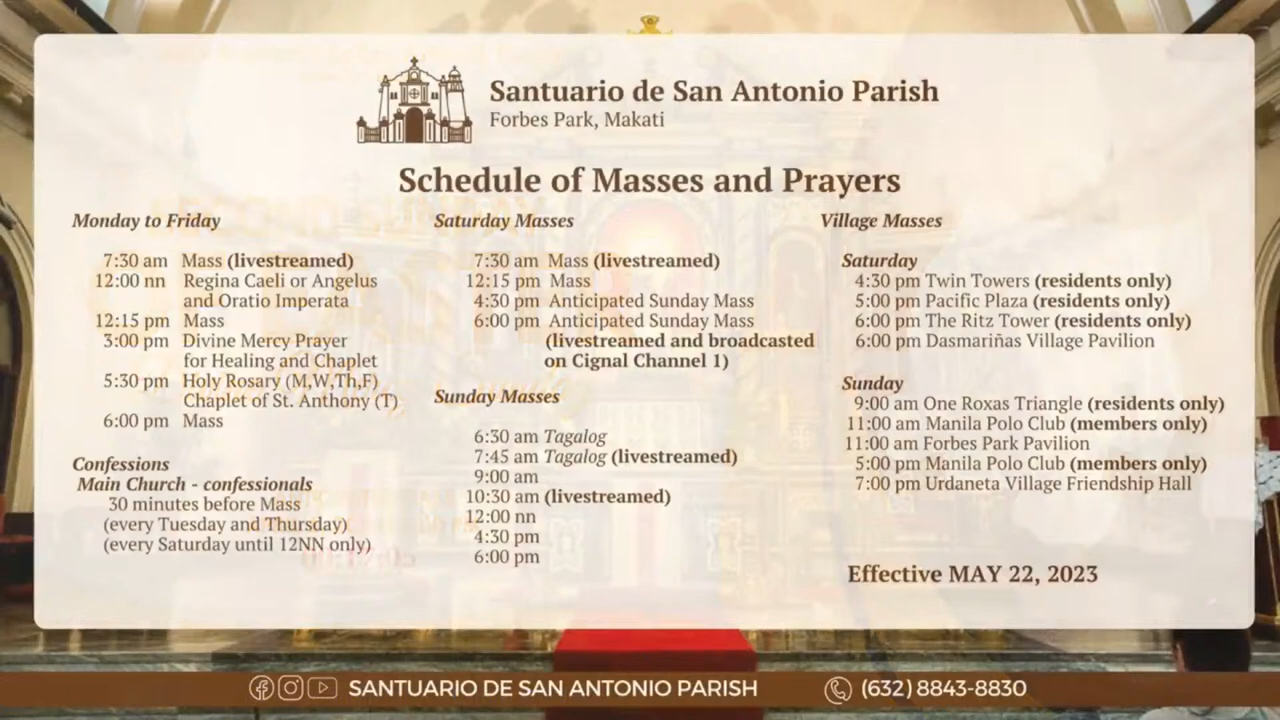 Santuario de San Antonio Parish
Forbes Park, Makati
Schedule of Masses and Prayers
Monday to Friday
7:30 am Mass (livestreamed)
12:00 nn Regina Caeli or Angelus
and Oratio Imperata
12:15 pm Mass
3:00 pm Divine Mercy Prayer
for Healing and Chaplet
5:30 pm Holy Rosary (M,W,Th,F)
Chaplet of St. Anthony (T)
6:00 pm Mass
Confessions
Main Church - confessionals
30 minutes before Mass
(every Tuesday and Thursday)
(every Saturday until 12NN only)
Saturday Masses
7:30 am Mass (livestreamed)
12:15 pm Mass
4:30 pm Anticipated Sunday Mass
6:00 pm Anticipated Sunday Mass
(livestreamed and broadcasted
on Cignal Channel 1)
Sunday Masses
6:30 am Tagalog
7:45 am Tagalog (livestreamed)
9:00 am
10:30 am (livestreamed)
12:00 nn
4:30 pm
6:00 pm
Village Masses
Saturday
4:30 pm Twin Towers (residents only)
5:00 pm Pacific Plaza (residents only)
6:00 pm The Ritz Tower (residents only)
6:00 pm Dasmariñas Village Pavilion
Sunday
9:00 am One Roxas Triangle (residents only)
11:00 am Manila Polo Club (members only)
11:00 am Forbes Park Pavilion
5:00 pm Manila Polo Club (members only)
7:00 pm Urdaneta Village Friendship Hall
Effective MAY 22, 2023
SANTUARIO DE SAN ANTONIO PARISH (632) 8843-8830